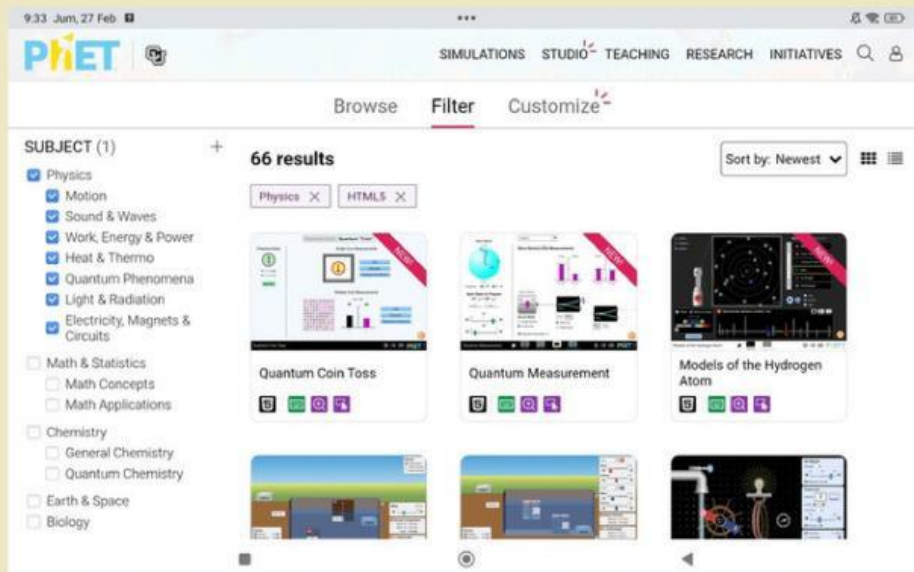 9.33 Jum, 27 Feb
PhET
SIMULATIONS STUDIO TEACHING RESEARCH INITIATIVES
Browse Filter Customize
SUBJECT (1) +
Physics
Motion
Sound & Waves
Work, Energy & Power
Heat & Thermo
Quantum Phenomena
Light & Radiation
Electricity, Magnets &
Circuits
Math & Statistics
Math Concepts
Math Applications
Chemistry
General Chemistry
Quantum Chemistry
Earth & Space
Biology
66 results
Sort by: Newest
Physics X HTML5 X
NEW!
NEW!
NEW!
Quantum Coin Toss
Quantum Measurement
Models of the Hydrogen
Atom